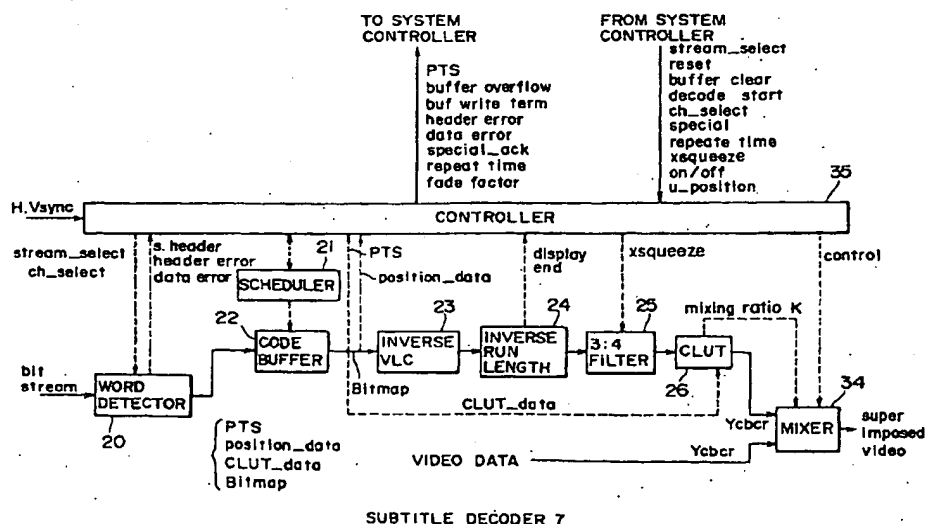 TO SYSTEM
CONTROLLER
PTS
buffer overflow
buf write term
header error
data error
special_ack
repeat time
fade factor
FROM SYSTEM
CONTROLLER
stream_select
reset
buffer clear
decode start
ch_select
special
repeate time
xsqueeze
on/off
u_position
35
H.Vsync
CONTROLLER
stream_select
ch_select
s. header
header error
data error
21
SCHEDULER
PTS
position_data
display
end
xsqueeze
control
22
CODE
BUFFER
23
INVERSE
VLC
24
INVERSE
RUN
LENGTH
25
3:4
FILTER
mixing ratio K
CLUT
26
34
bit
stream
WORD
DETECTOR
20
Bitmap
CLUT_data
Ycbcr
MIXER
super
imposed
video
PTS
position_data
CLUT_data
Bitmap
VIDEO DATA
Ycbcr
SUBTITLE DECODER 7